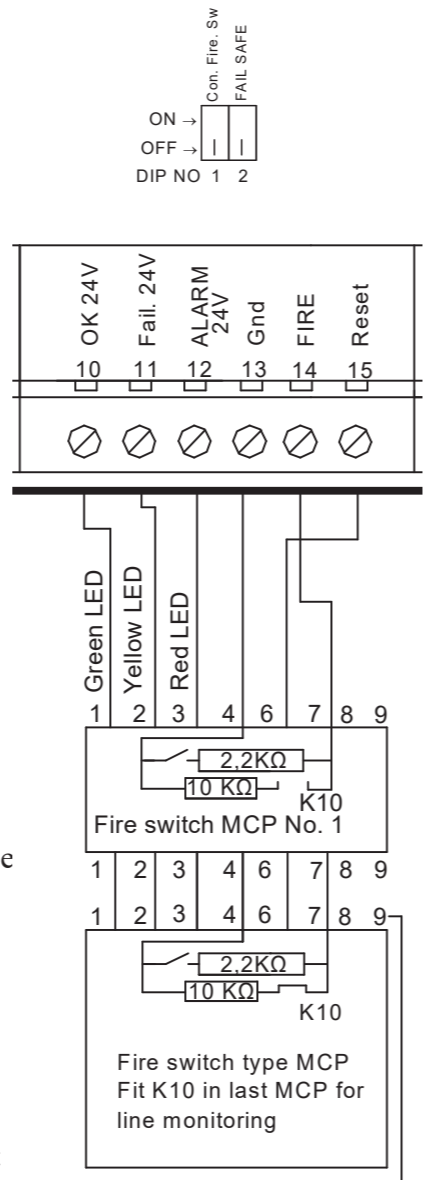 Con. Fire. Sw
FAIL SAFE
ON →
OFF →
DIP NO 1 2
OK 24V
Fail. 24V
ALARM
24V
Gnd
FIRE
Reset
10 11 12 13 14 15
Green LED
Yellow LED
Red LED
1 2 3 4 6 7 8 9
2,2KΩ
10 KΩ
K10
Fire switch MCP No. 1
e
1 2 3 4 6 7 8 9
1 2 3 4 6 7 8 9
2,2KΩ
10 KΩ
K10
Fire switch type MCP
Fit K10 in last MCP for
line monitoring